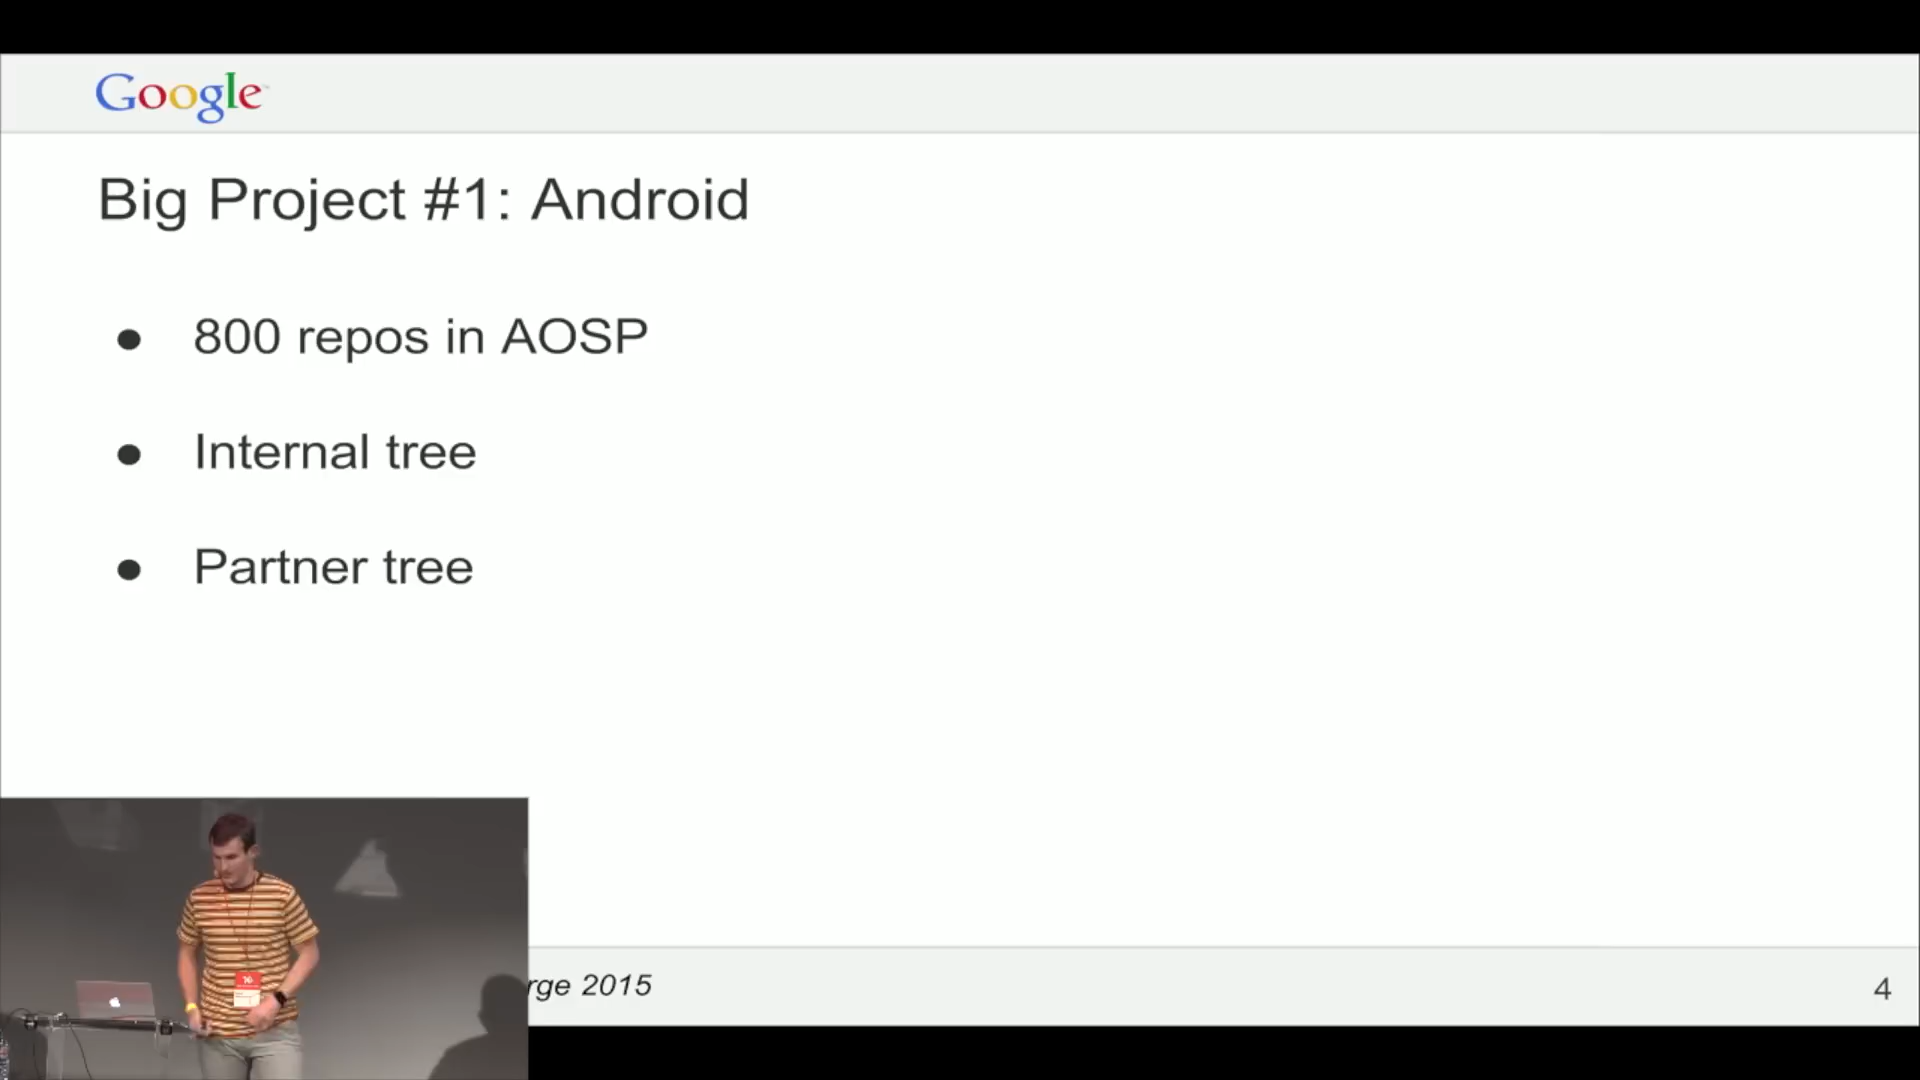 Google
Big Project #1: Android
● 800 repos in AOSP
● Internal tree
● Partner tree
rge 2015
4